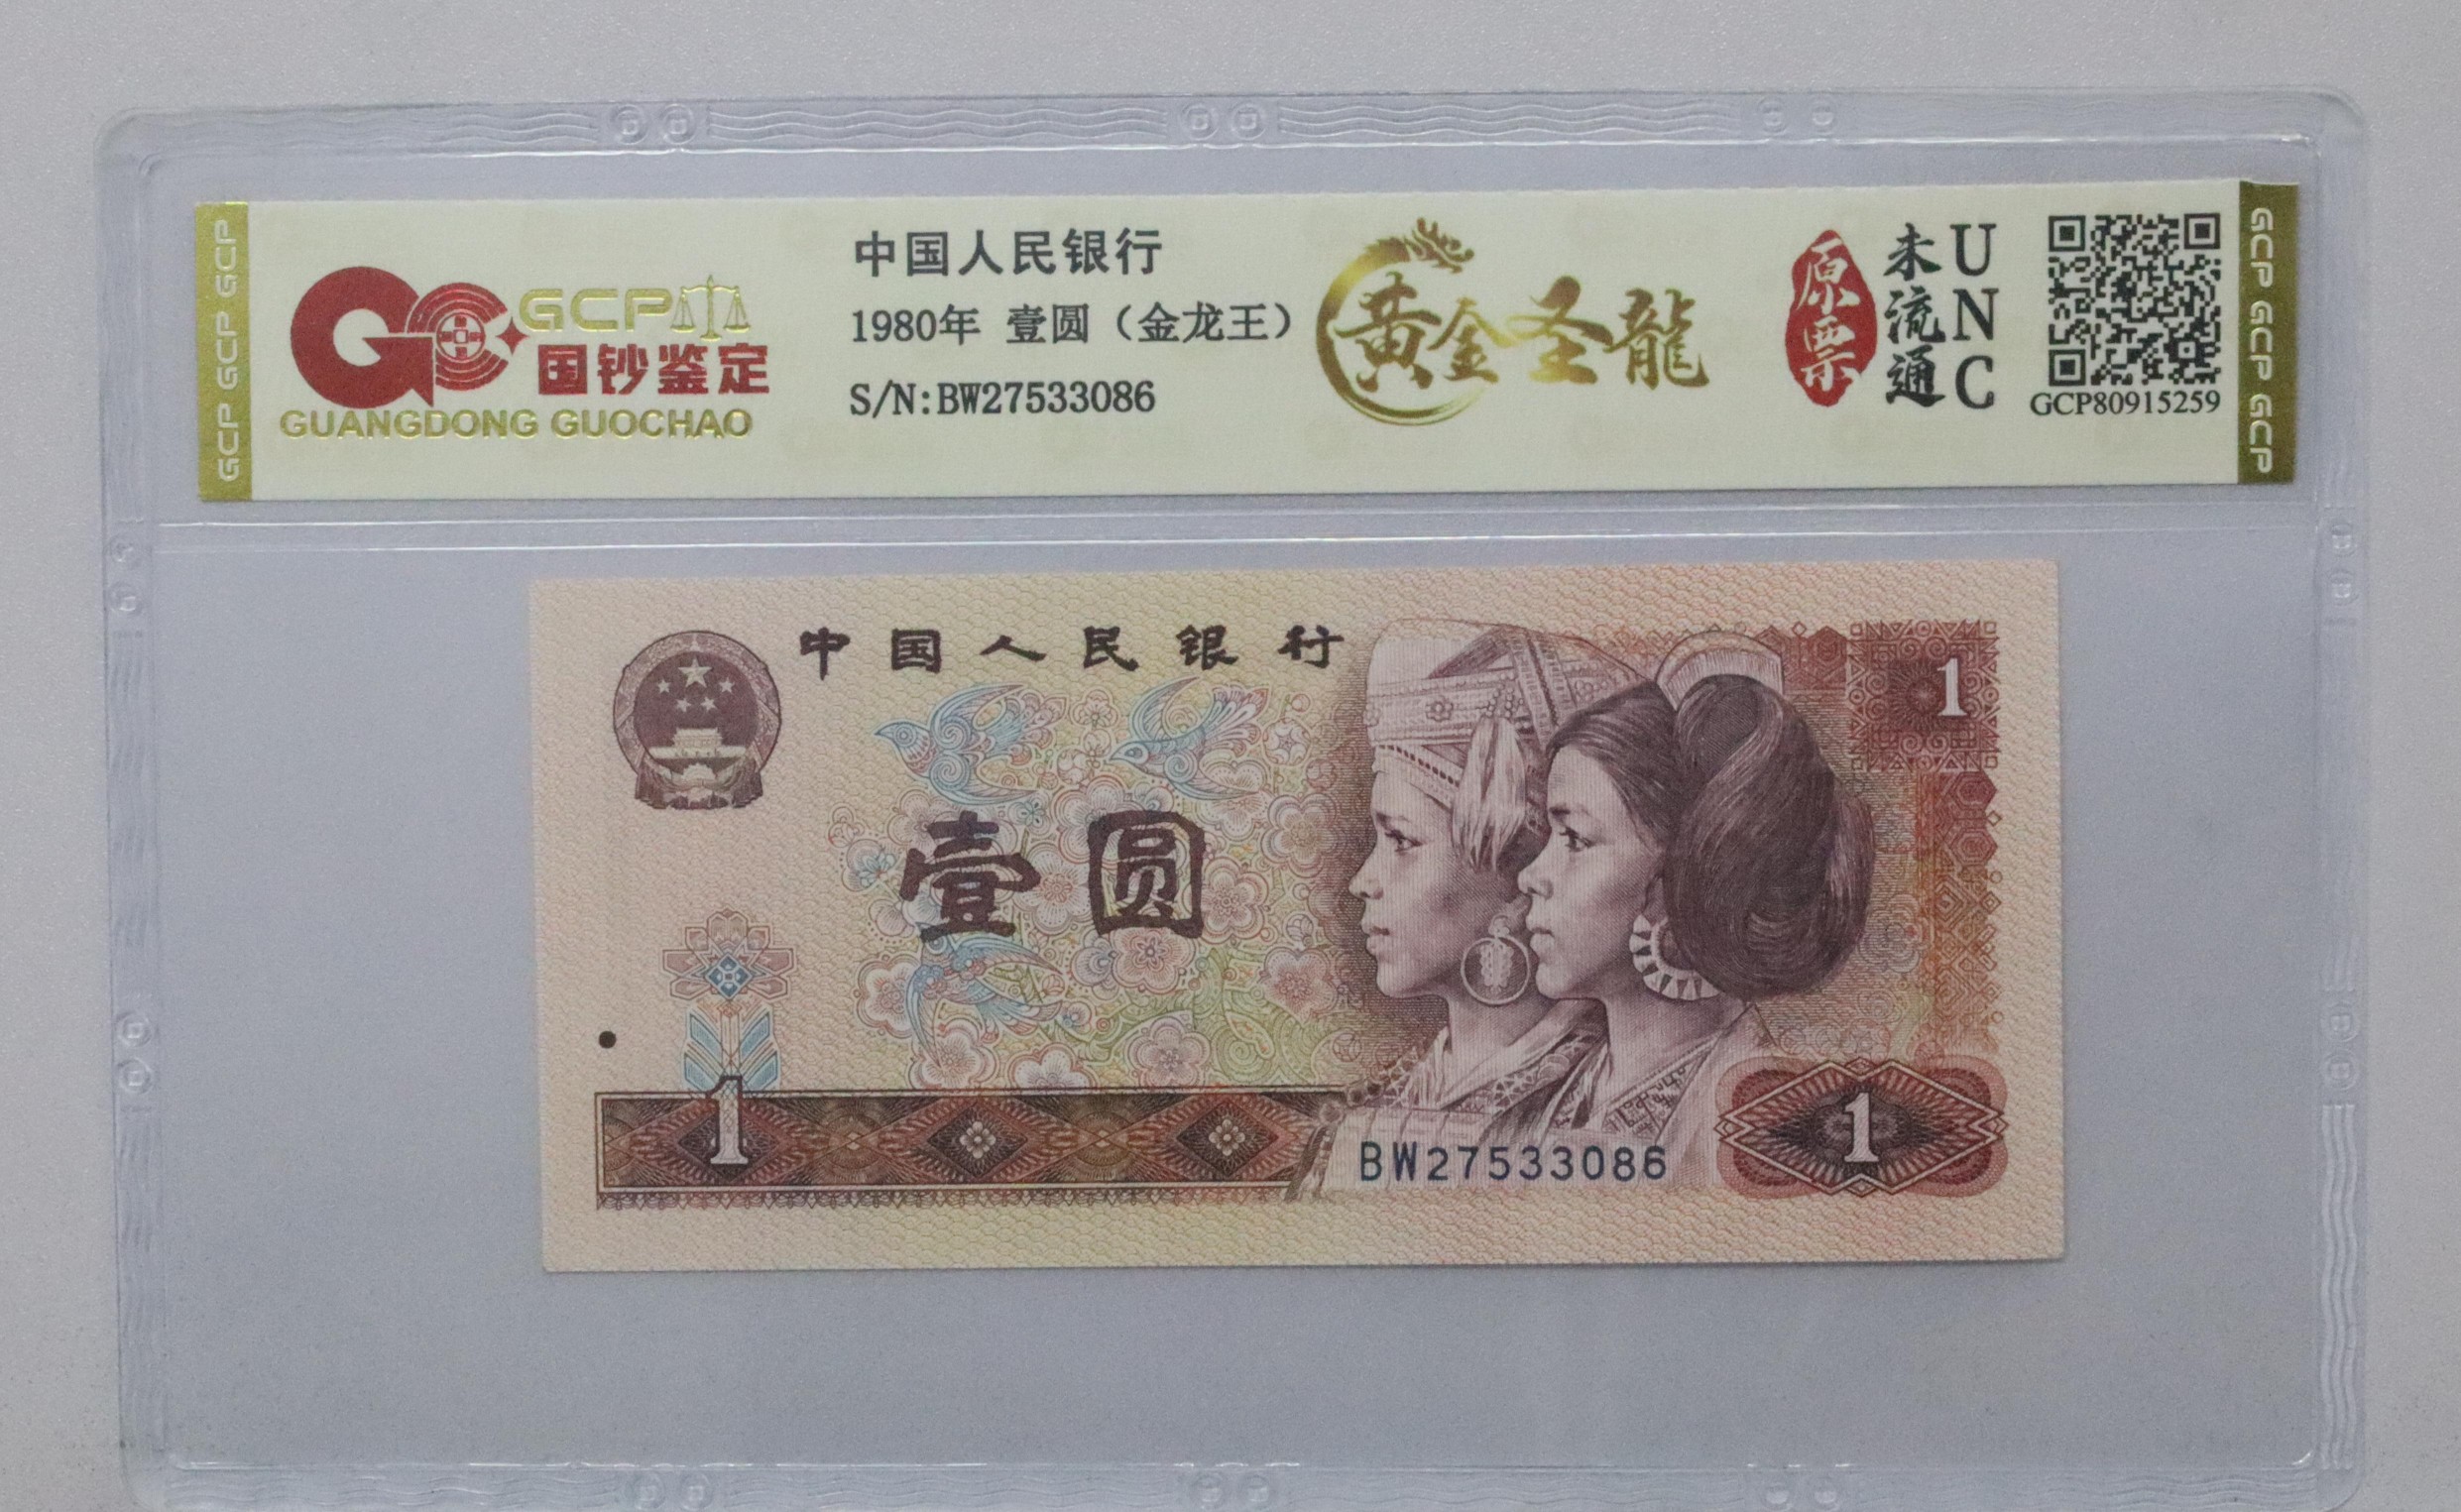 GCP GCP GCP
GCP
国钞鉴定
GUANGDONG GUOCHAO
中国人民银行
1980年 壹圆（金龙王）
S/N:BW27533086
黄金圣龍
原票
未流通
UNC
GCP80915259
GCP GCP GCP
中国人民银行
壹圆
1
1
1
BW27533086